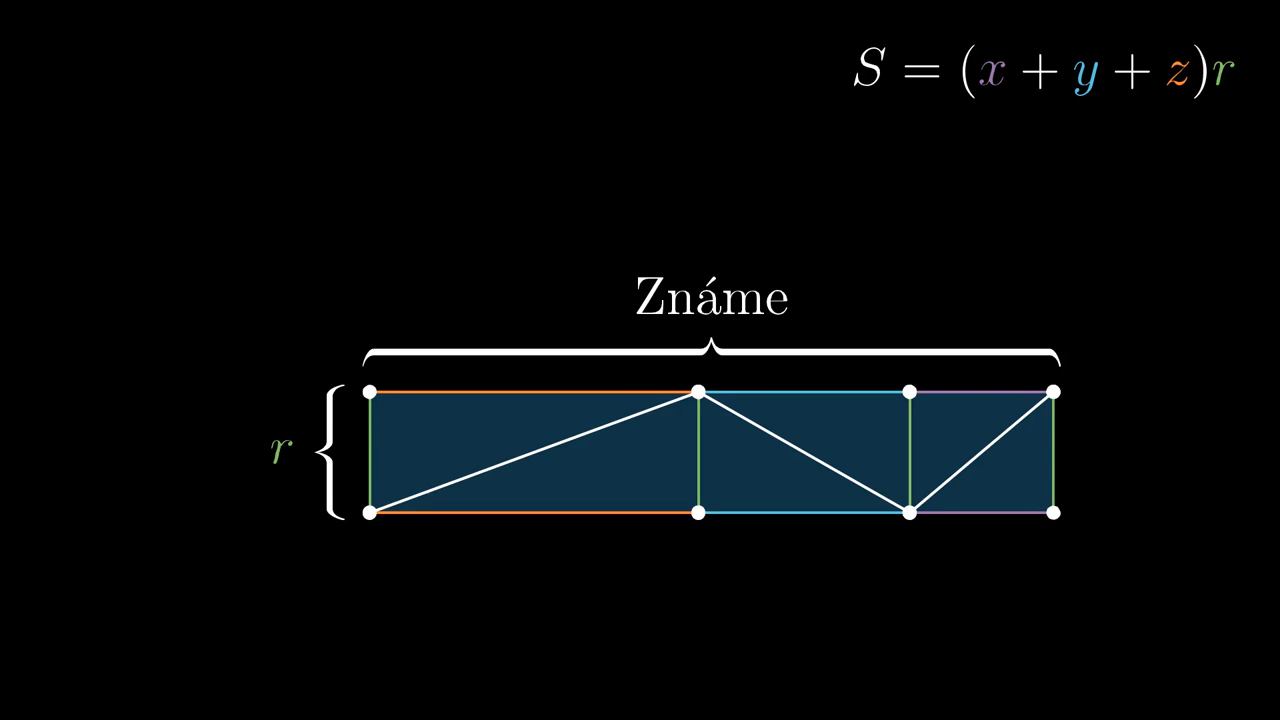 S = (x + y + z)r
Známe
r